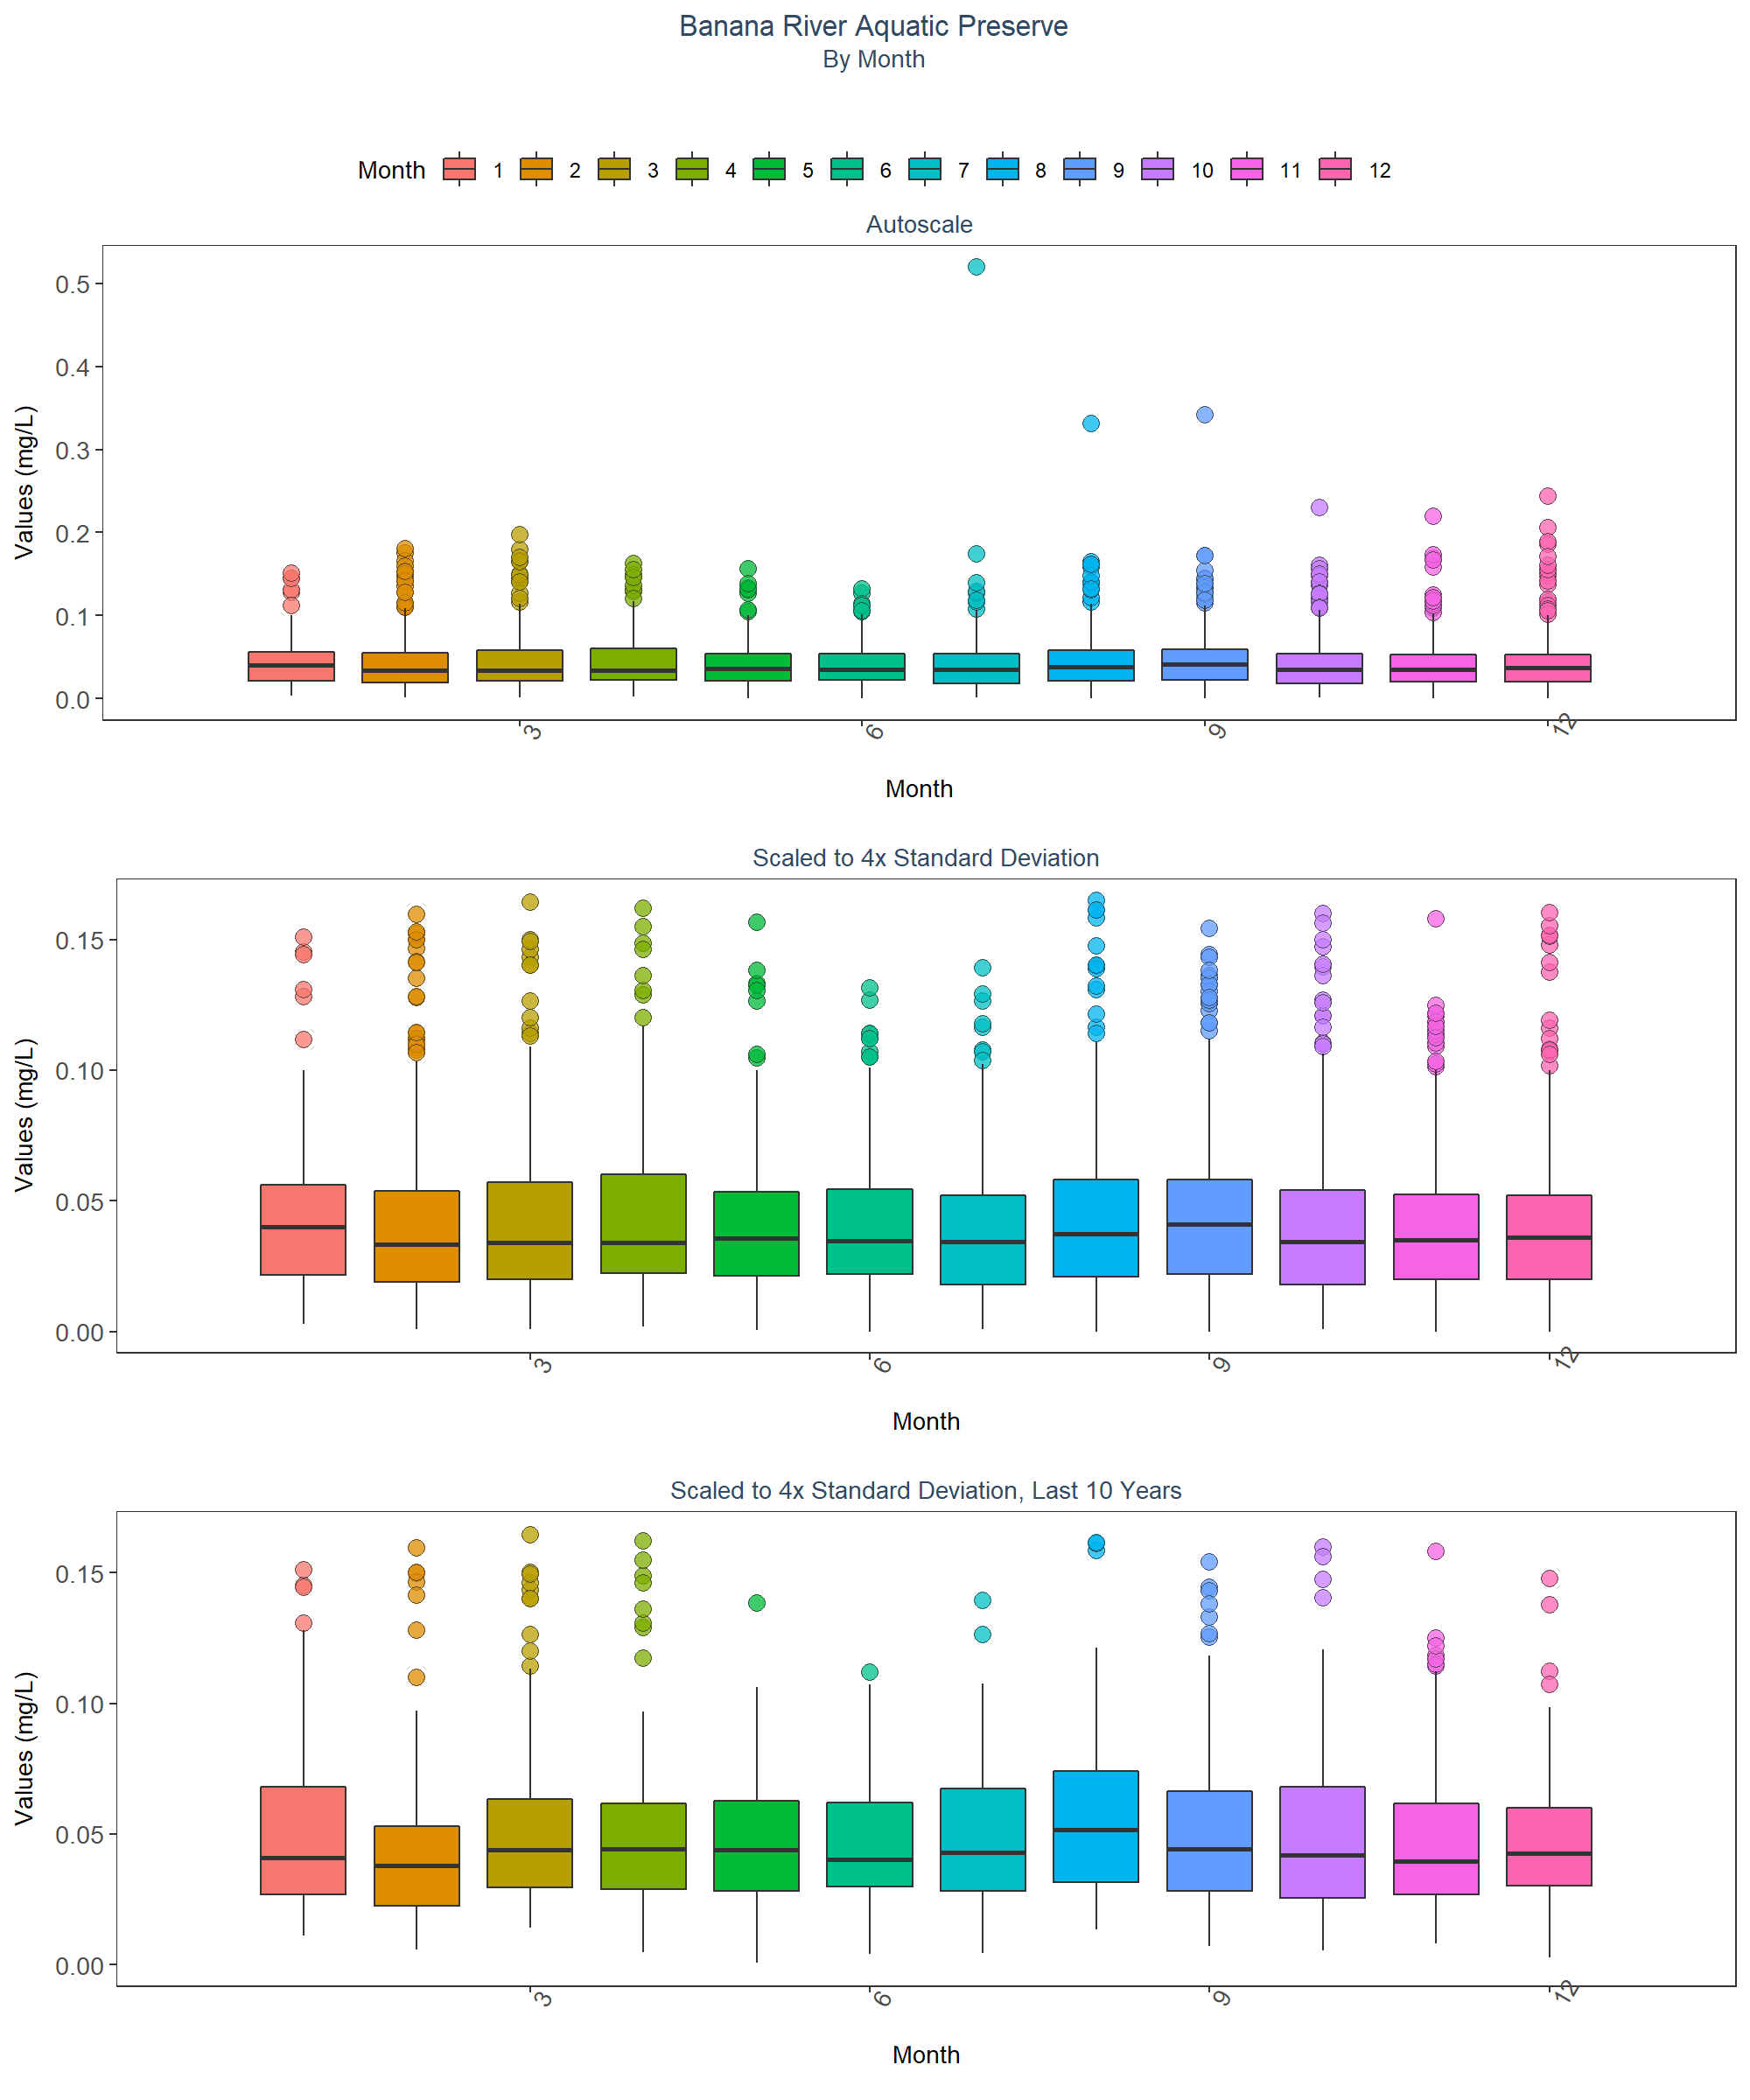 Banana River Aquatic Preserve
By Month
Month 1 2 3 4 5 6 7 8 9 10 11 12
Autoscale
Values (mg/L)
0.5
0.4
0.3
0.2
0.1
0.0
3 6 9 12
Month
Scaled to 4x Standard Deviation
Values (mg/L)
0.15
0.10
0.05
0.00
3 6 9 12
Month
Scaled to 4x Standard Deviation, Last 10 Years
Values (mg/L)
0.15
0.10
0.05
0.00
3 6 9 12
Month